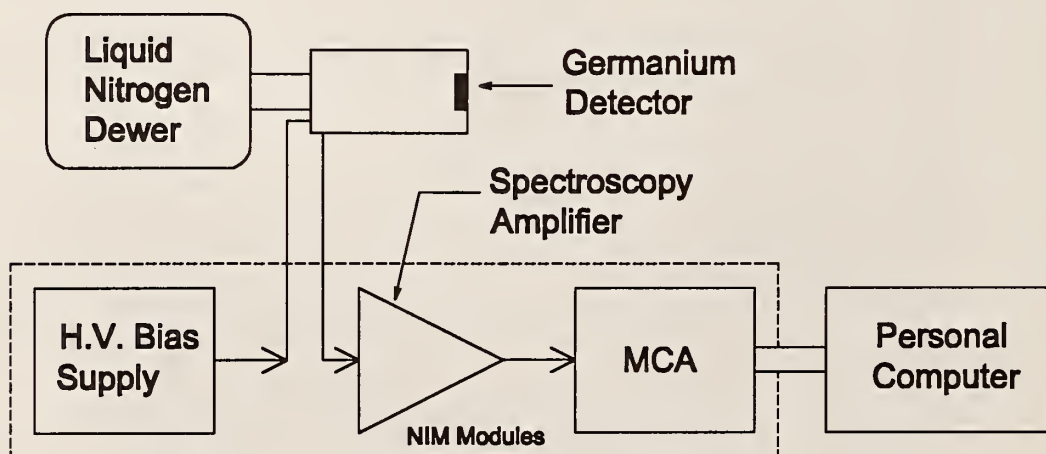 Liquid
Nitrogen
Dewer
Germanium
Detector
Spectroscopy
Amplifier
H.V. Bias
Supply
MCA
Personal
Computer
NIM Modules